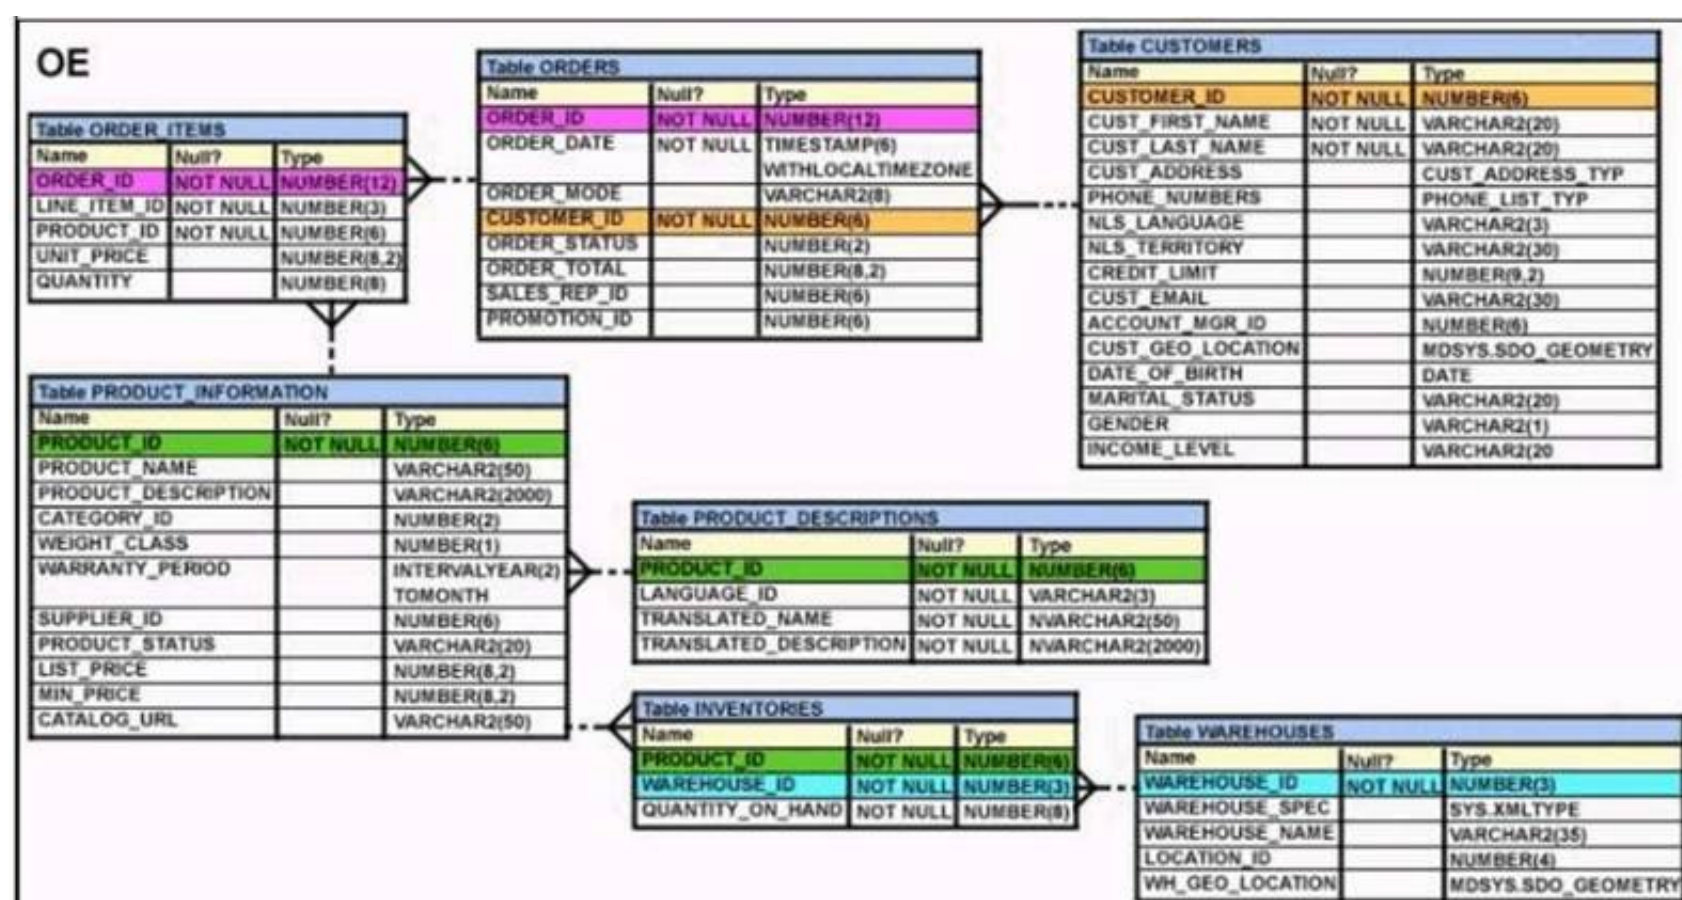 OE
Table ORDER_ITEMS
Name Null? Type
ORDER_ID NOT NULL NUMBER(12)
LINE_ITEM_ID NOT NULL NUMBER(3)
PRODUCT_ID NOT NULL NUMBER(6)
UNIT_PRICE NUMBER(8,2)
QUANTITY NUMBER(8)
Table ORDERS
Name Null? Type
ORDER_ID NOT NULL NUMBER(12)
ORDER_DATE NOT NULL TIMESTAMP(6)
WITHLOCALTIMEZONE
ORDER_MODE VARCHAR2(8)
CUSTOMER_ID NOT NULL NUMBER(6)
ORDER_STATUS NUMBER(2)
ORDER_TOTAL NUMBER(8,2)
SALES_REP_ID NUMBER(6)
PROMOTION_ID NUMBER(6)
Table CUSTOMERS
Name Null? Type
CUSTOMER_ID NOT NULL NUMBER(6)
CUST_FIRST_NAME NOT NULL VARCHAR2(20)
CUST_LAST_NAME NOT NULL VARCHAR2(20)
CUST_ADDRESS CUST_ADDRESS_TYP
PHONE_NUMBERS PHONE_LIST_TYP
NLS_LANGUAGE VARCHAR2(3)
NLS_TERRITORY VARCHAR2(30)
CREDIT_LIMIT NUMBER(9,2)
CUST_EMAIL VARCHAR2(30)
ACCOUNT_MGR_ID NUMBER(6)
CUST_GEO_LOCATION MDSYS.SDO_GEOMETRY
DATE_OF_BIRTH DATE
MARITAL_STATUS VARCHAR2(20)
GENDER VARCHAR2(1)
INCOME_LEVEL VARCHAR2(20
Table PRODUCT_INFORMATION
Name Null? Type
PRODUCT_ID NOT NULL NUMBER(6)
PRODUCT_NAME VARCHAR2(50)
PRODUCT_DESCRIPTION VARCHAR2(2000)
CATEGORY_ID NUMBER(2)
WEIGHT_CLASS NUMBER(1)
WARRANTY_PERIOD INTERVALYEAR(2)
TOMONTH
SUPPLIER_ID NUMBER(6)
PRODUCT_STATUS VARCHAR2(20)
LIST_PRICE NUMBER(8,2)
MIN_PRICE NUMBER(8,2)
CATALOG_URL VARCHAR2(50)
Table PRODUCT_DESCRIPTIONS
Name Null? Type
PRODUCT_ID NOT NULL NUMBER(6)
LANGUAGE_ID NOT NULL VARCHAR2(3)
TRANSLATED_NAME NOT NULL NVARCHAR2(50)
TRANSLATED_DESCRIPTION NOT NULL NVARCHAR2(2000)
Table INVENTORIES
Name Null? Type
PRODUCT_ID NOT NULL NUMBER(6)
WAREHOUSE_ID NOT NULL NUMBER(3)
QUANTITY_ON_HAND NOT NULL NUMBER(8)
Table WAREHOUSES
Name Null? Type
WAREHOUSE_ID NOT NULL NUMBER(3)
WAREHOUSE_SPEC SYS.XMLTYPE
WAREHOUSE_NAME VARCHAR2(35)
LOCATION_ID NUMBER(4)
WH_GEO_LOCATION MDSYS.SDO_GEOMETRY